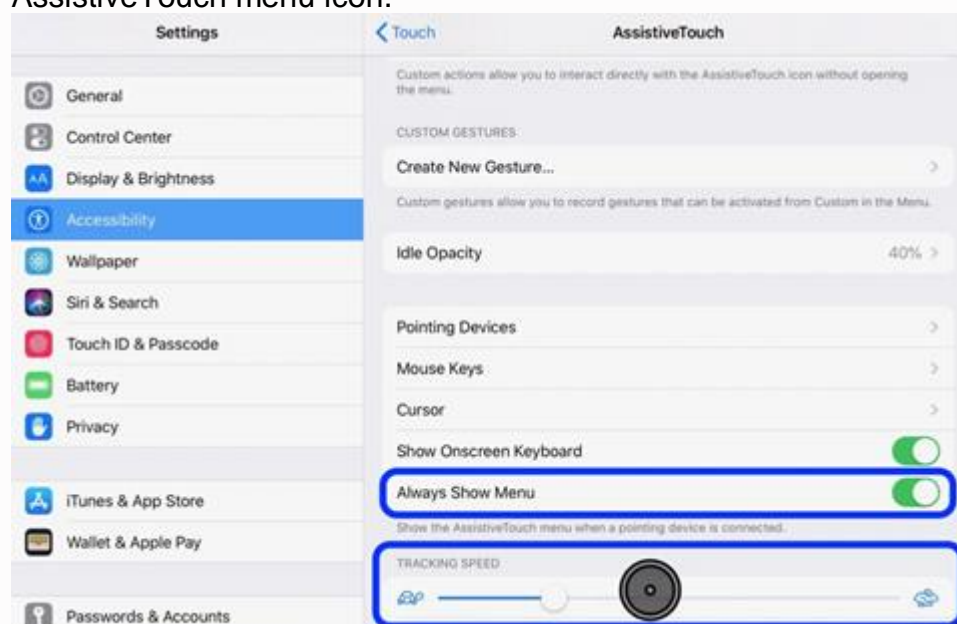 AssistiveTouch menu icon.
Settings
General
Control Center
Display & Brightness
Accessibility
Wallpaper
Siri & Search
Touch ID & Passcode
Battery
Privacy
iTunes & App Store
Wallet & Apple Pay
Passwords & Accounts
Touch
AssistiveTouch
Custom actions allow you to interact directly with the AssistiveTouch icon without opening
the menu.
CUSTOM GESTURES
Create New Gesture...
Custom gestures allow you to record gestures that can be activated from Custom in the Menu.
Idle Opacity 40%
Pointing Devices
Mouse Keys
Cursor
Show Onscreen Keyboard
Always Show Menu
Show the AssistiveTouch menu when a pointing device is connected.
TRACKING SPEED